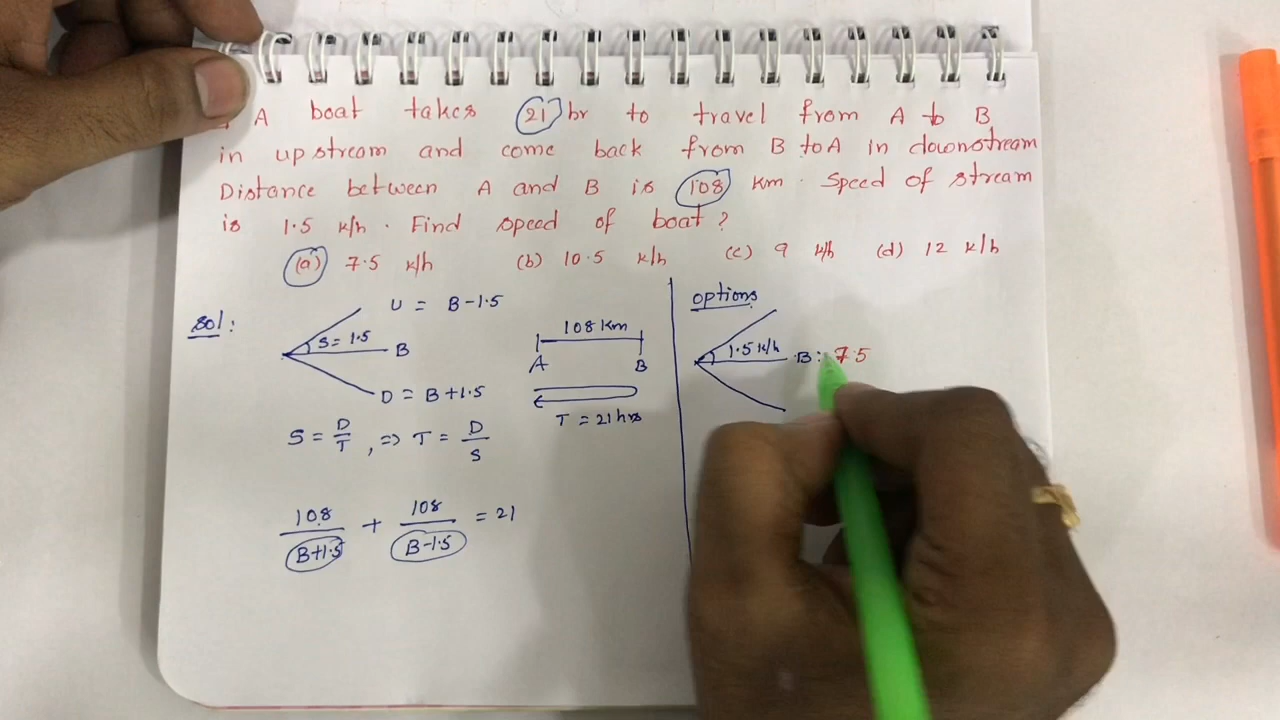 A boat takes 21 hr to travel from A to B
in upstream and come back from B to A in downstream
Distance between A and B is 108 km. Speed of stream
is 1.5 k/h. Find speed of boat?
(a) 7.5 k/h (b) 10.5 k/h (c) 9 k/h (d) 12 k/h
Sol:
U = B-1.5
S = 1.5
B
D = B+1.5
108 Km
A B
T = 21 hrs
S = D/T, => T = D/S
108/(B+1.5) + 108/(B-1.5) = 21
options
1.5 k/h
B: 7.5